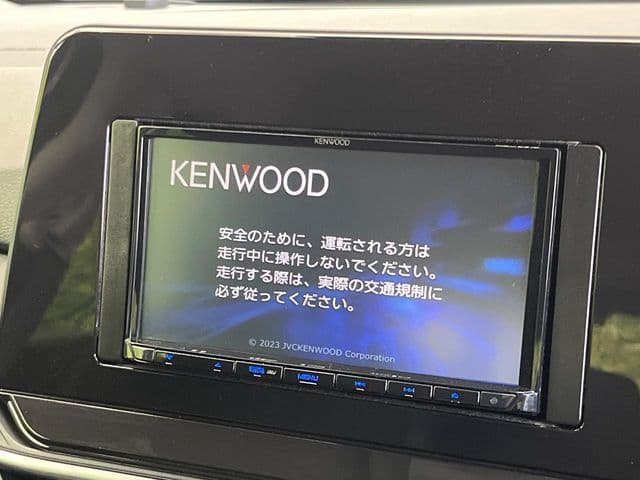 KENWOOD
KENWOOD
安全のために、運転される方は
走行中に操作しないでください。
走行する際は、実際の交通規制に
必ず従ってください。
© 2023 JVCKENWOOD Corporation
MENU